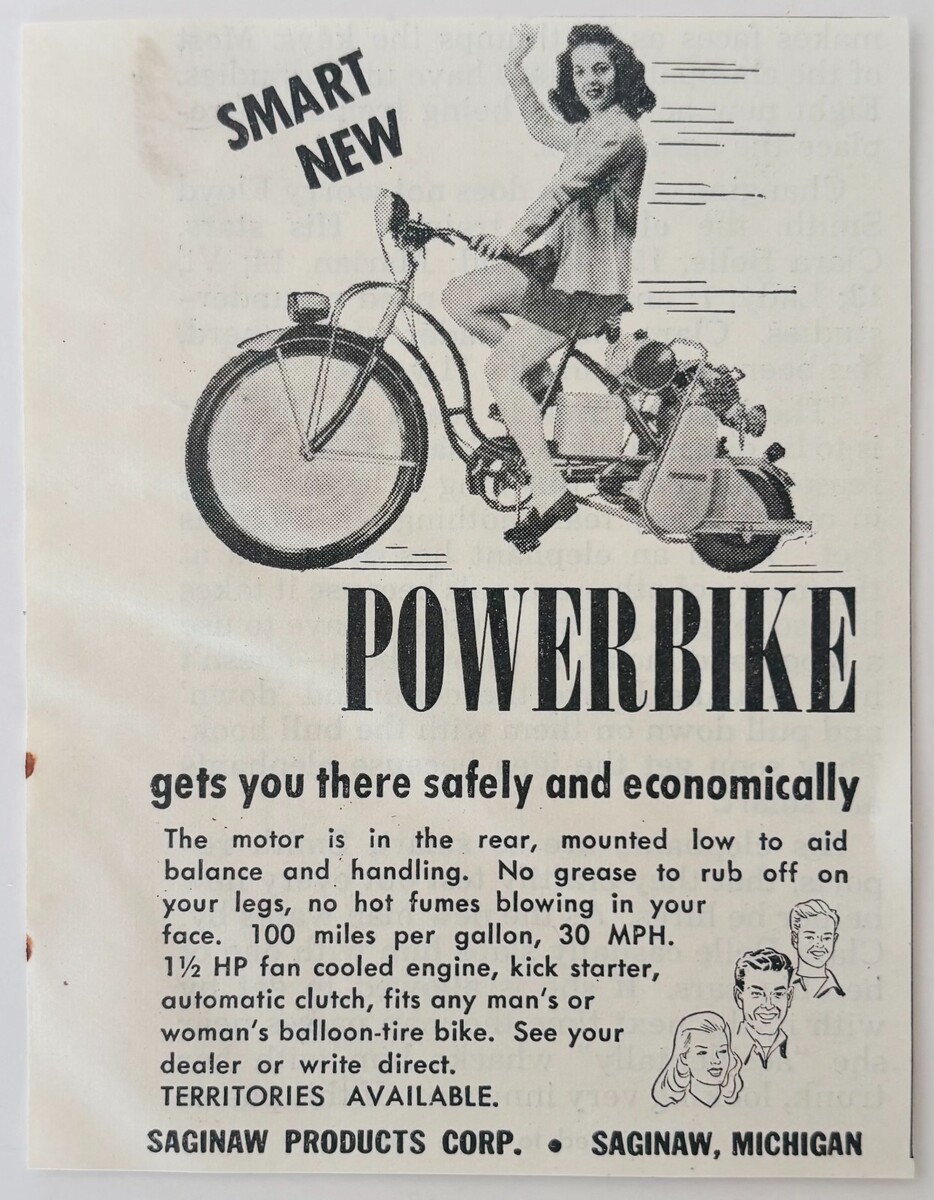 SMART
NEW
POWERBIKE
gets you there safely and economically
The motor is in the rear, mounted low to aid
balance and handling. No grease to rub off on
your legs, no hot fumes blowing in your
face. 100 miles per gallon, 30 MPH.
1½ HP fan cooled engine, kick starter,
automatic clutch, fits any man's or
woman's balloon-tire bike. See your
dealer or write direct.
TERRITORIES AVAILABLE.
SAGINAW PRODUCTS CORP. • SAGINAW, MICHIGAN